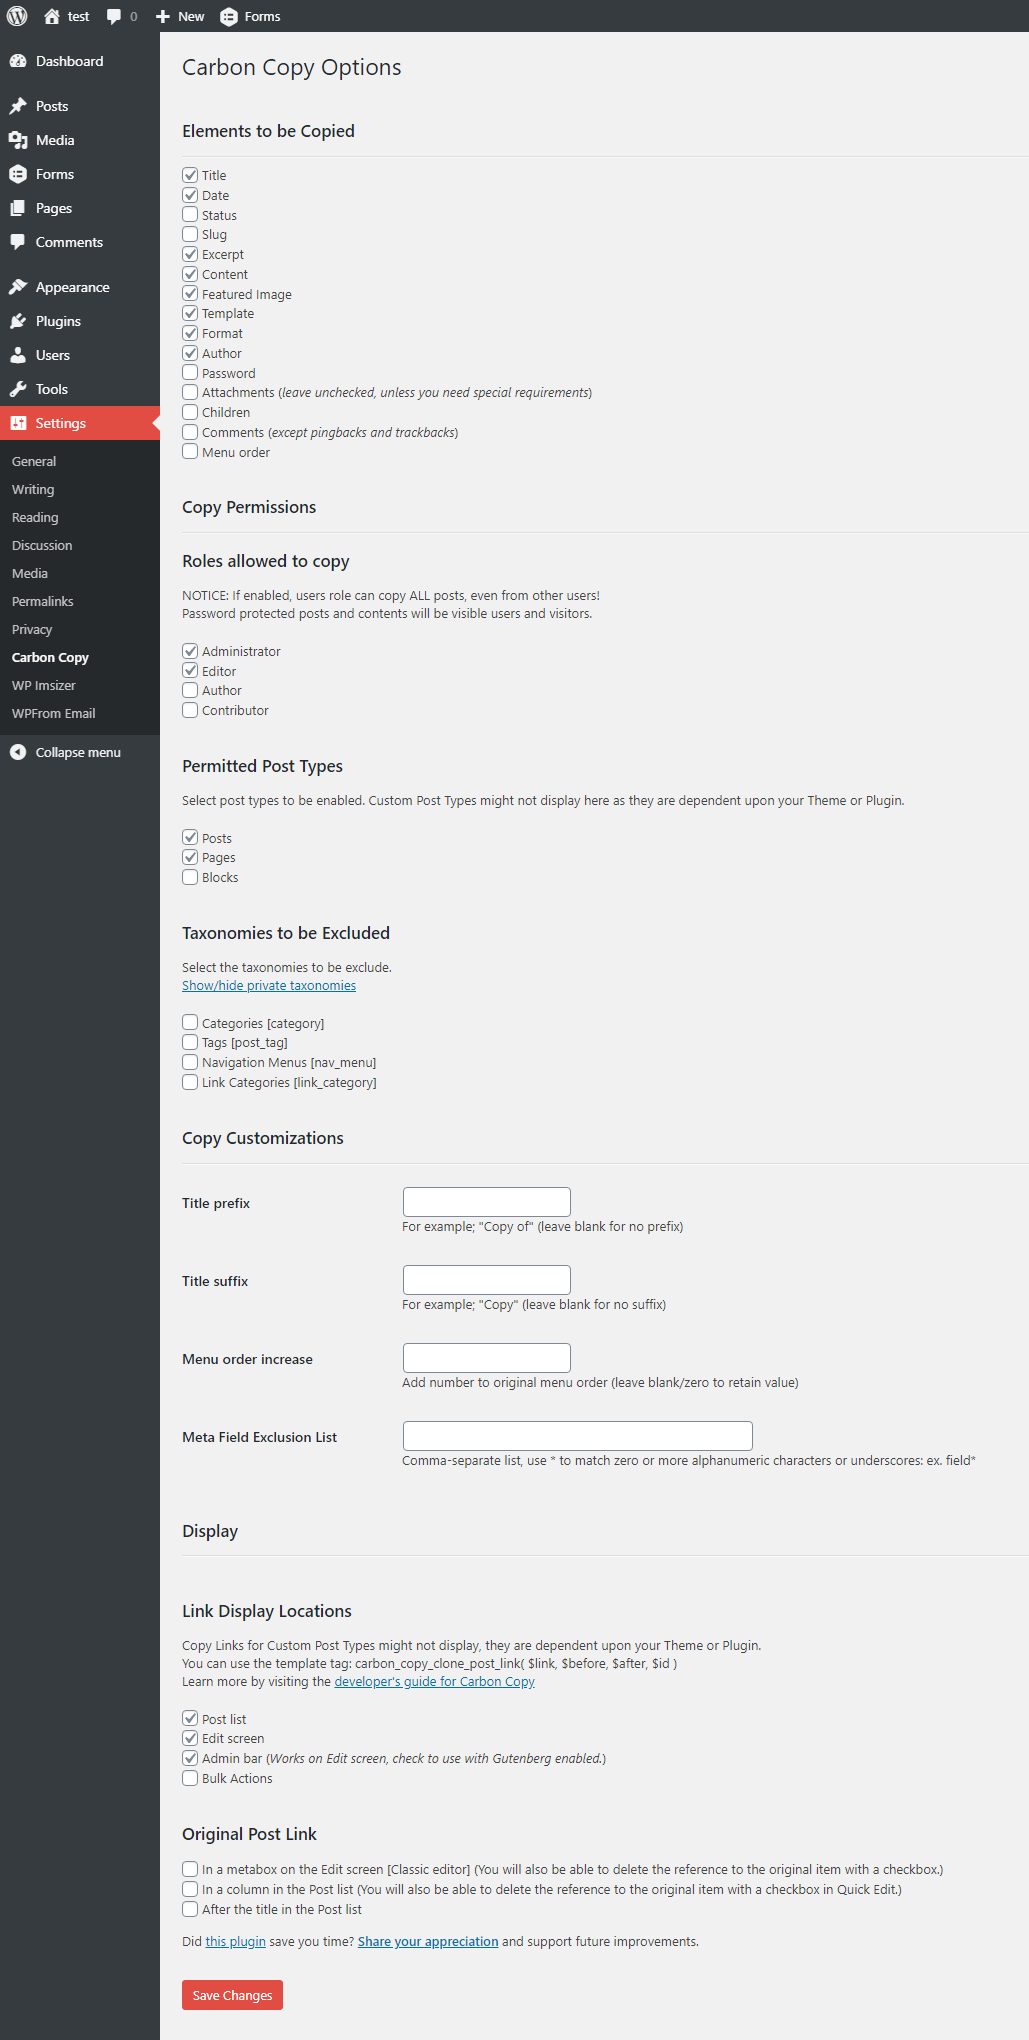 test 0 New Forms
Dashboard
Posts
Media
Forms
Pages
Comments
Appearance
Plugins
Users
Tools
Settings
General
Writing
Reading
Discussion
Media
Permalinks
Privacy
Carbon Copy
WP Imsizer
WPFrom Email
Collapse menu
Carbon Copy Options
Elements to be Copied
Title
Date
Status
Slug
Excerpt
Content
Featured Image
Template
Format
Author
Password
Attachments (leave unchecked, unless you need special requirements)
Children
Comments (except pingbacks and trackbacks)
Menu order
Copy Permissions
Roles allowed to copy
NOTICE: If enabled, users role can copy ALL posts, even from other users!
Password protected posts and contents will be visible users and visitors.
Administrator
Editor
Author
Contributor
Permitted Post Types
Select post types to be enabled. Custom Post Types might not display here as they are dependent upon your Theme or Plugin.
Posts
Pages
Blocks
Taxonomies to be Excluded
Select the taxonomies to be exclude.
Show/hide private taxonomies
Categories [category]
Tags [post_tag]
Navigation Menus [nav_menu]
Link Categories [link_category]
Copy Customizations
Title prefix
For example; "Copy of" (leave blank for no prefix)
Title suffix
For example; "Copy" (leave blank for no suffix)
Menu order increase
Add number to original menu order (leave blank/zero to retain value)
Meta Field Exclusion List
Comma-separate list, use * to match zero or more alphanumeric characters or underscores: ex. field*
Display
Link Display Locations
Copy Links for Custom Post Types might not display, they are dependent upon your Theme or Plugin.
You can use the template tag: carbon_copy_clone_post_link( $link, $before, $after, $id )
Learn more by visiting the developer's guide for Carbon Copy
Post list
Edit screen
Admin bar (Works on Edit screen, check to use with Gutenberg enabled.)
Bulk Actions
Original Post Link
In a metabox on the Edit screen [Classic editor] (You will also be able to delete the reference to the original item with a checkbox.)
In a column in the Post list (You will also be able to delete the reference to the original item with a checkbox in Quick Edit.)
After the title in the Post list
Did this plugin save you time? Share your appreciation and support future improvements.
Save Changes